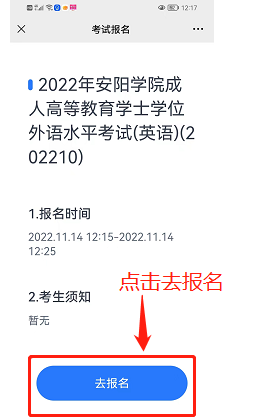 12:17
考试报名
2022年安阳学院成
人高等教育学士学位
外语水平考试(英语)(2
02210)
1.报名时间
2022.11.14 12:15-2022.11.14
12:25
点击去报名
2.考生须知
暂无
去报名